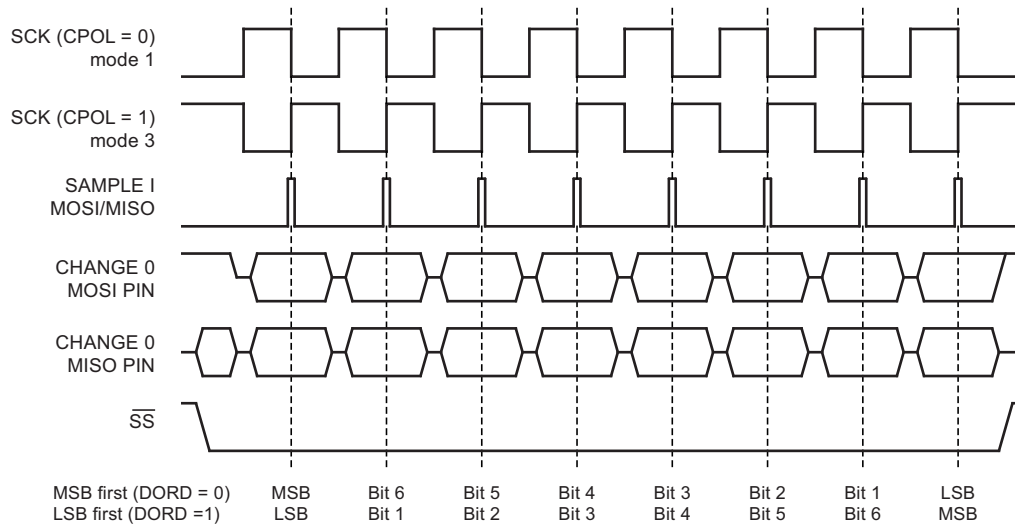 SCK (CPOL = 0)
mode 1
SCK (CPOL = 1)
mode 3
SAMPLE I
MOSI/MISO
CHANGE 0
MOSI PIN
CHANGE 0
MISO PIN
SS
MSB first (DORD = 0) MSB Bit 6 Bit 5 Bit 4 Bit 3 Bit 2 Bit 1 LSB
LSB first (DORD =1) LSB Bit 1 Bit 2 Bit 3 Bit 4 Bit 5 Bit 6 MSB